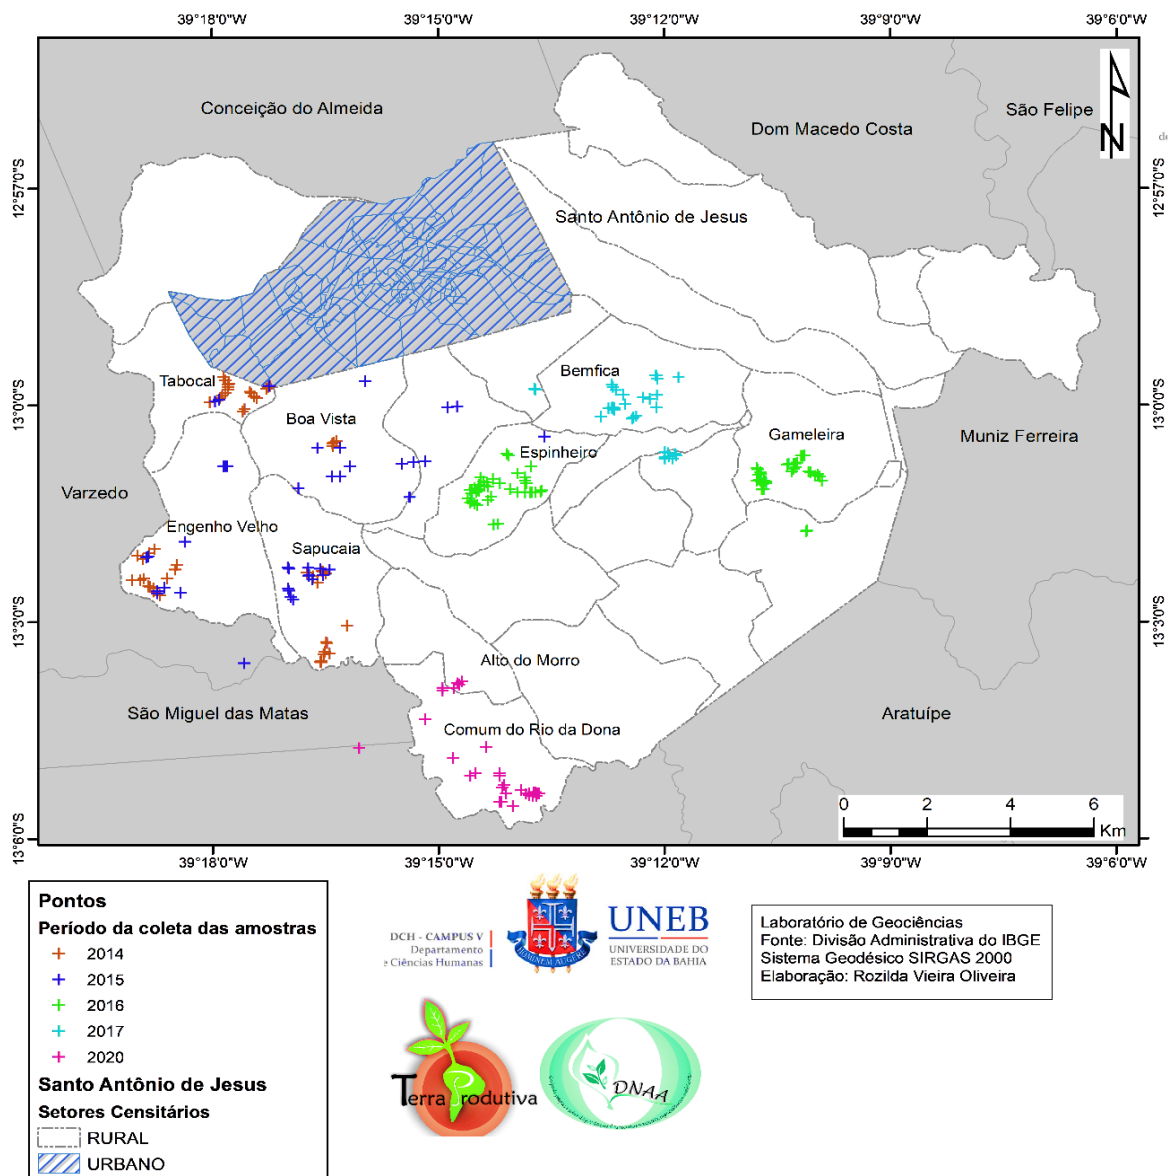 39°18'0"W 39°15'0"W 39°12'0"W 39°9'0"W 39°6'0"W
Conceição do Almeida
São Felipe
Dom Macedo Costa
N
de
12°57'0"S 12°57'0"S
Santo Antônio de Jesus
Tabocal
Bemfica
13°0'0"S 13°0'0"S
Boa Vista
Gameleira
Muniz Ferreira
Espinheiro
Varzedo
Engenho Velho
Sapucaia
13°3'0"S 13°3'0"S
Alto do Morro
São Miguel das Matas
Aratuípe
Comum do Rio da Dona
0 2 4 6
Km
13°6'0"S 13°6'0"S
39°18'0"W 39°15'0"W 39°12'0"W 39°9'0"W 39°6'0"W
Pontos
Período da coleta das amostras
2014
2015
2016
2017
2020
Santo Antônio de Jesus
Setores Censitários
RURAL
URBANO
DCH - CAMPUS V
Departamento
e Ciências Humanas
HOMINEM AUGERE
UNEB
UNIVERSIDADE DO
ESTADO DA BAHIA
Laboratório de Geociências
Fonte: Divisão Administrativa do IBGE
Sistema Geodésico SIRGAS 2000
Elaboração: Rozilda Vieira Oliveira
Terra Produtiva
DNAA